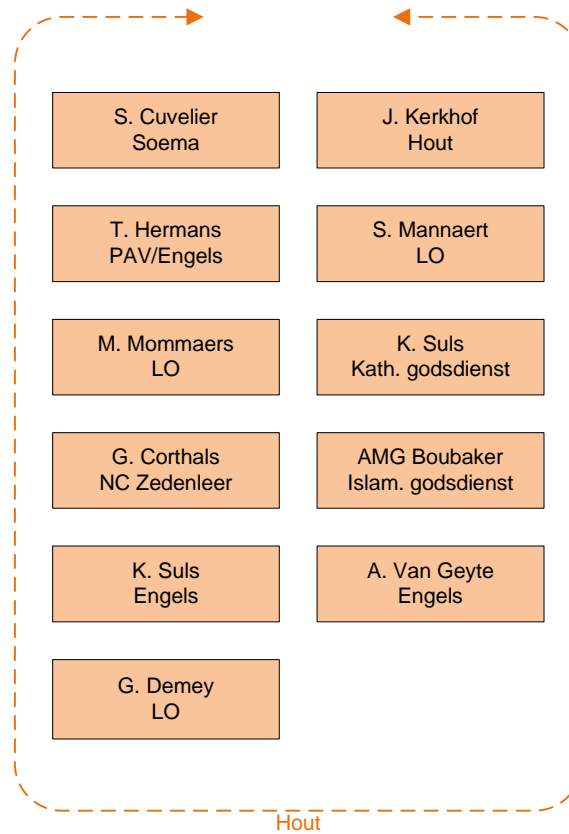 S. Cuvelier
Soema
J. Kerkhof
Hout
T. Hermans
PAV/Engels
S. Mannaert
LO
M. Mommaers
LO
K. Suls
Kath. godsdienst
G. Corthals
NC Zedenleer
AMG Boubaker
Islam. godsdienst
K. Suls
Engels
A. Van Geyte
Engels
G. Demey
LO
Hout